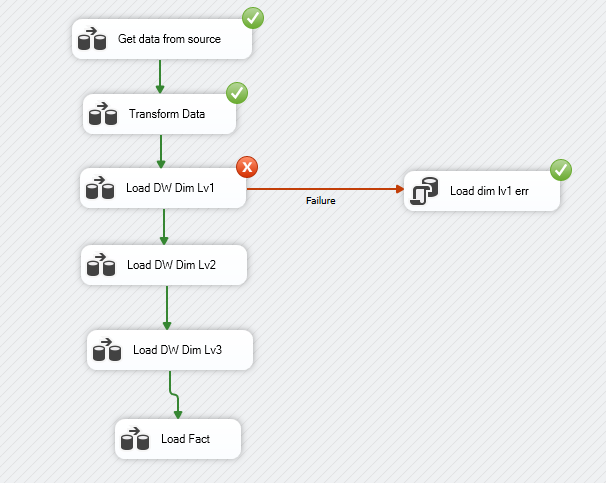 Get data from source
Transform Data
Load DW Dim Lv1
Failure
Load dim lv1 err
Load DW Dim Lv2
Load DW Dim Lv3
Load Fact